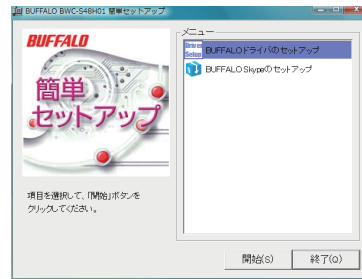 BUFFALO BWC-S48H01 簡単セットアップ
BUFFALO
簡単
セットアップ
項目を選択して、「開始」ボタンを
クリックしてください。
メニュー
Driver
Setup
BUFFALOドライバのセットアップ
BUFFALO Skypeのセットアップ
開始(S)
終了(Q)